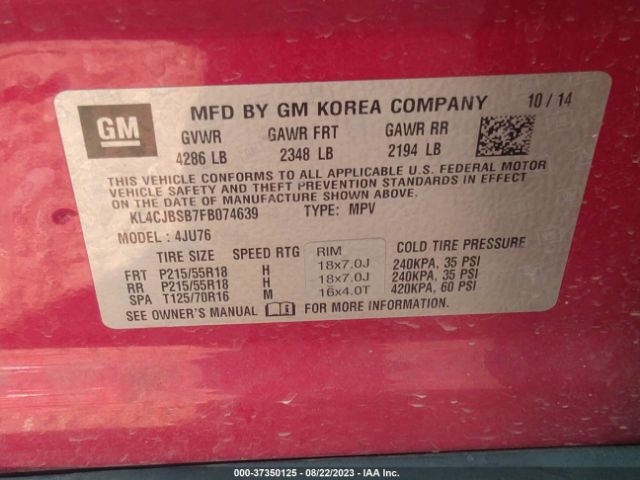 GM
MFD BY GM KOREA COMPANY 10/14
GVWR GAWR FRT GAWR RR
4286 LB 2348 LB 2194 LB
THIS VEHICLE CONFORMS TO ALL APPLICABLE U.S. FEDERAL MOTOR
VEHICLE SAFETY AND THEFT PREVENTION STANDARDS IN EFFECT
ON THE DATE OF MANUFACTURE SHOWN ABOVE.
KL4CJBSB7FB074639 TYPE: MPV
MODEL: 4JU76
TIRE SIZE SPEED RTG RIM COLD TIRE PRESSURE
FRT P215/55R18 H 18x7.0J 240KPA, 35 PSI
RR P215/55R18 H 18x7.0J 240KPA, 35 PSI
SPA T125/70R16 M 16x4.0T 420KPA, 60 PSI
SEE OWNER'S MANUAL FOR MORE INFORMATION.
000-37350125 - 08/22/2023 - IAA Inc.